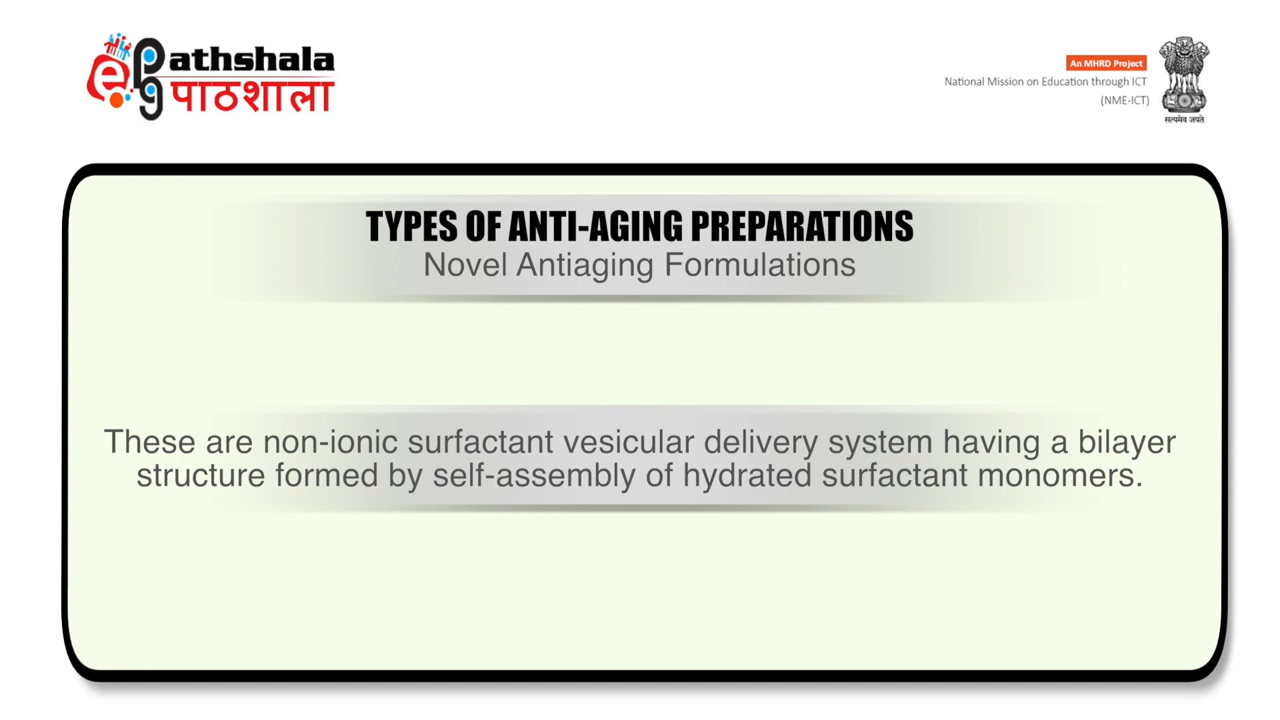 e pg Pathshala
पाठशाला
An MHRD Project
National Mission on Education through ICT
(NME-ICT)
सत्यमेव जयते
TYPES OF ANTI-AGING PREPARATIONS
Novel Antiaging Formulations
These are non-ionic surfactant vesicular delivery system having a bilayer
structure formed by self-assembly of hydrated surfactant monomers.